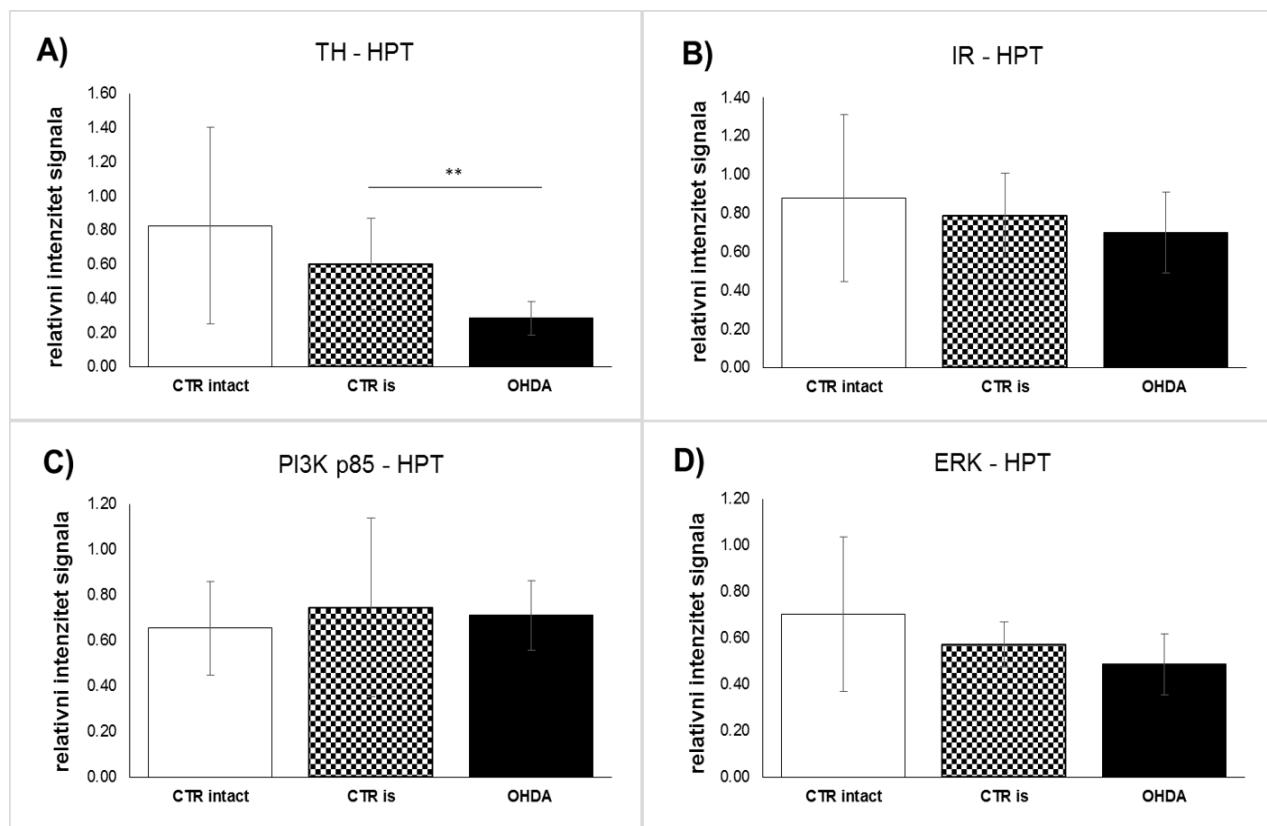 A)
TH - HPT
relativni intenzitet signala
1.60
1.40
1.20
1.00
0.80
0.60
0.40
0.20
0.00
**
CTR intact
CTR is
OHDA
B)
IR - HPT
relativni intenzitet signala
1.40
1.20
1.00
0.80
0.60
0.40
0.20
0.00
CTR intact
CTR is
OHDA
C)
PI3K p85 - HPT
relativni intenzitet signala
1.20
1.00
0.80
0.60
0.40
0.20
0.00
CTR intact
CTR is
OHDA
D)
ERK - HPT
relativni intenzitet signala
1.20
1.00
0.80
0.60
0.40
0.20
0.00
CTR intact
CTR is
OHDA